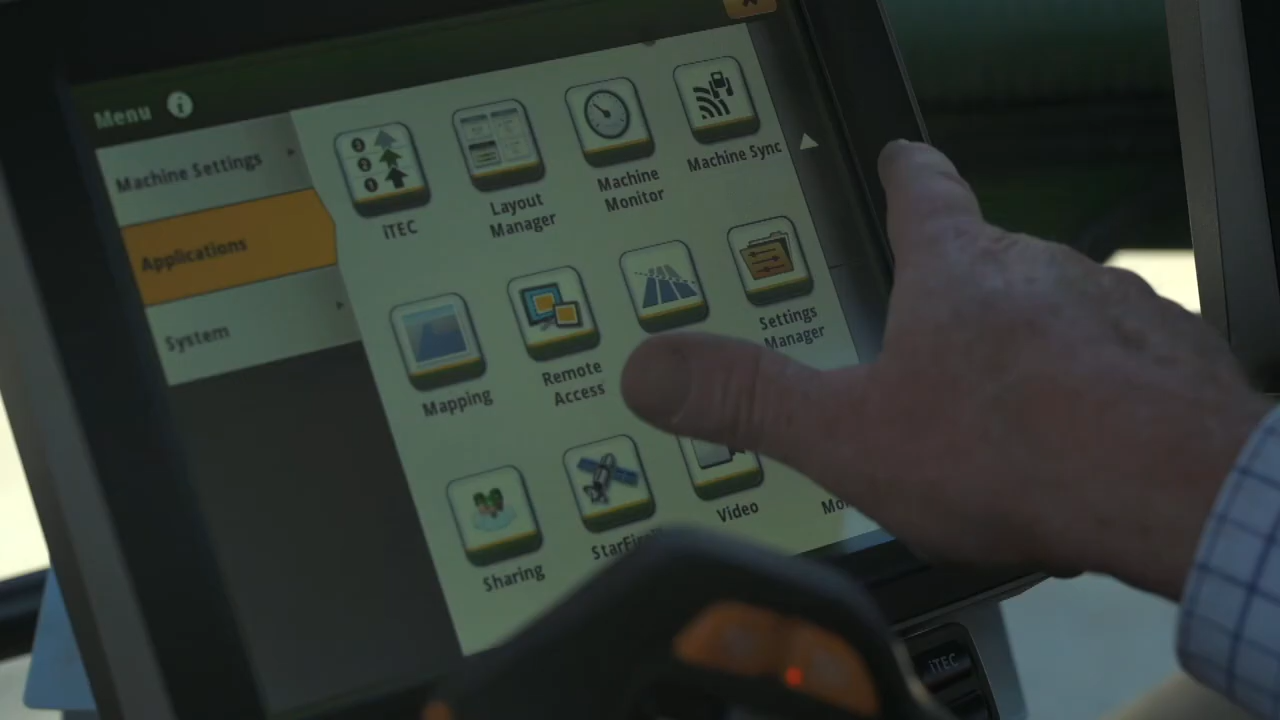 Menu
Machine Settings
Applications
System
iTEC
Layout
Manager
Machine
Monitor
Machine Sync
Mapping
Remote
Access
Settings
Manager
Sharing
Video
iTEC